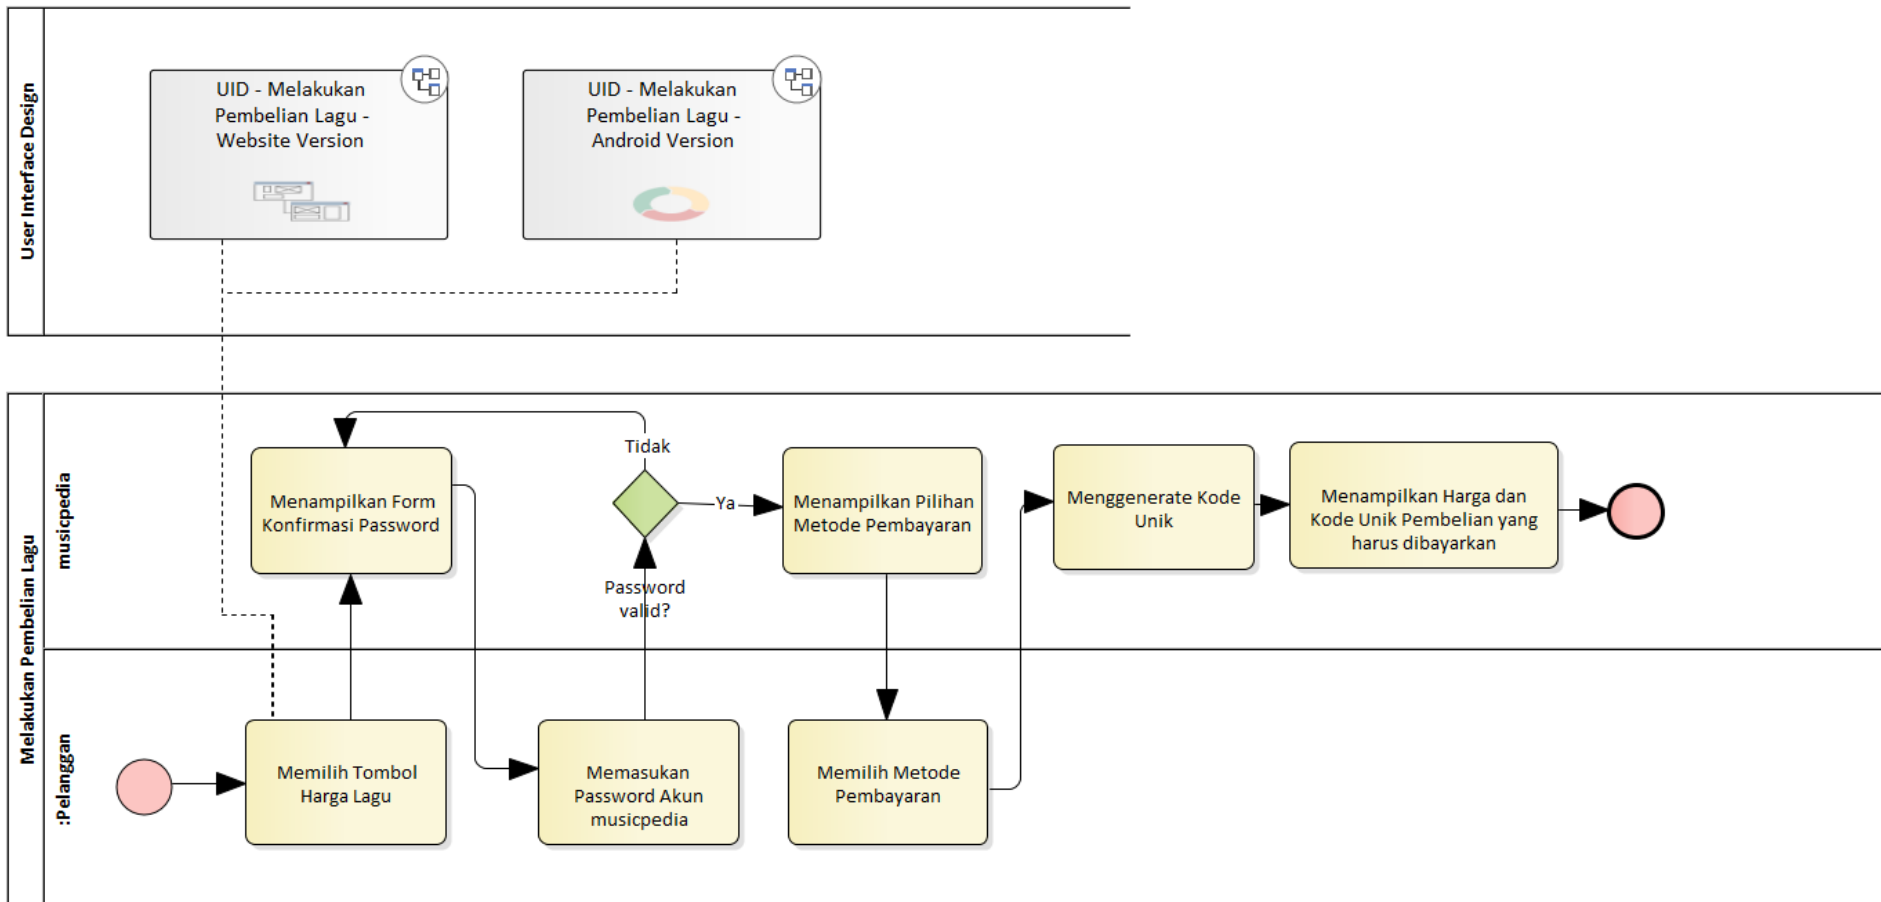 User Interface Design
UID - Melakukan
Pembelian Lagu -
Website Version
UID - Melakukan
Pembelian Lagu -
Android Version
Melakukan Pembelian Lagu
musicpedia
Menampilkan Form
Konfirmasi Password
Tidak
Password
valid?
Ya
Menampilkan Pilihan
Metode Pembayaran
Menggenerate Kode
Unik
Menampilkan Harga dan
Kode Unik Pembelian yang
harus dibayarkan
:Pelanggan
Memilih Tombol
Harga Lagu
Memasukan
Password Akun
musicpedia
Memilih Metode
Pembayaran